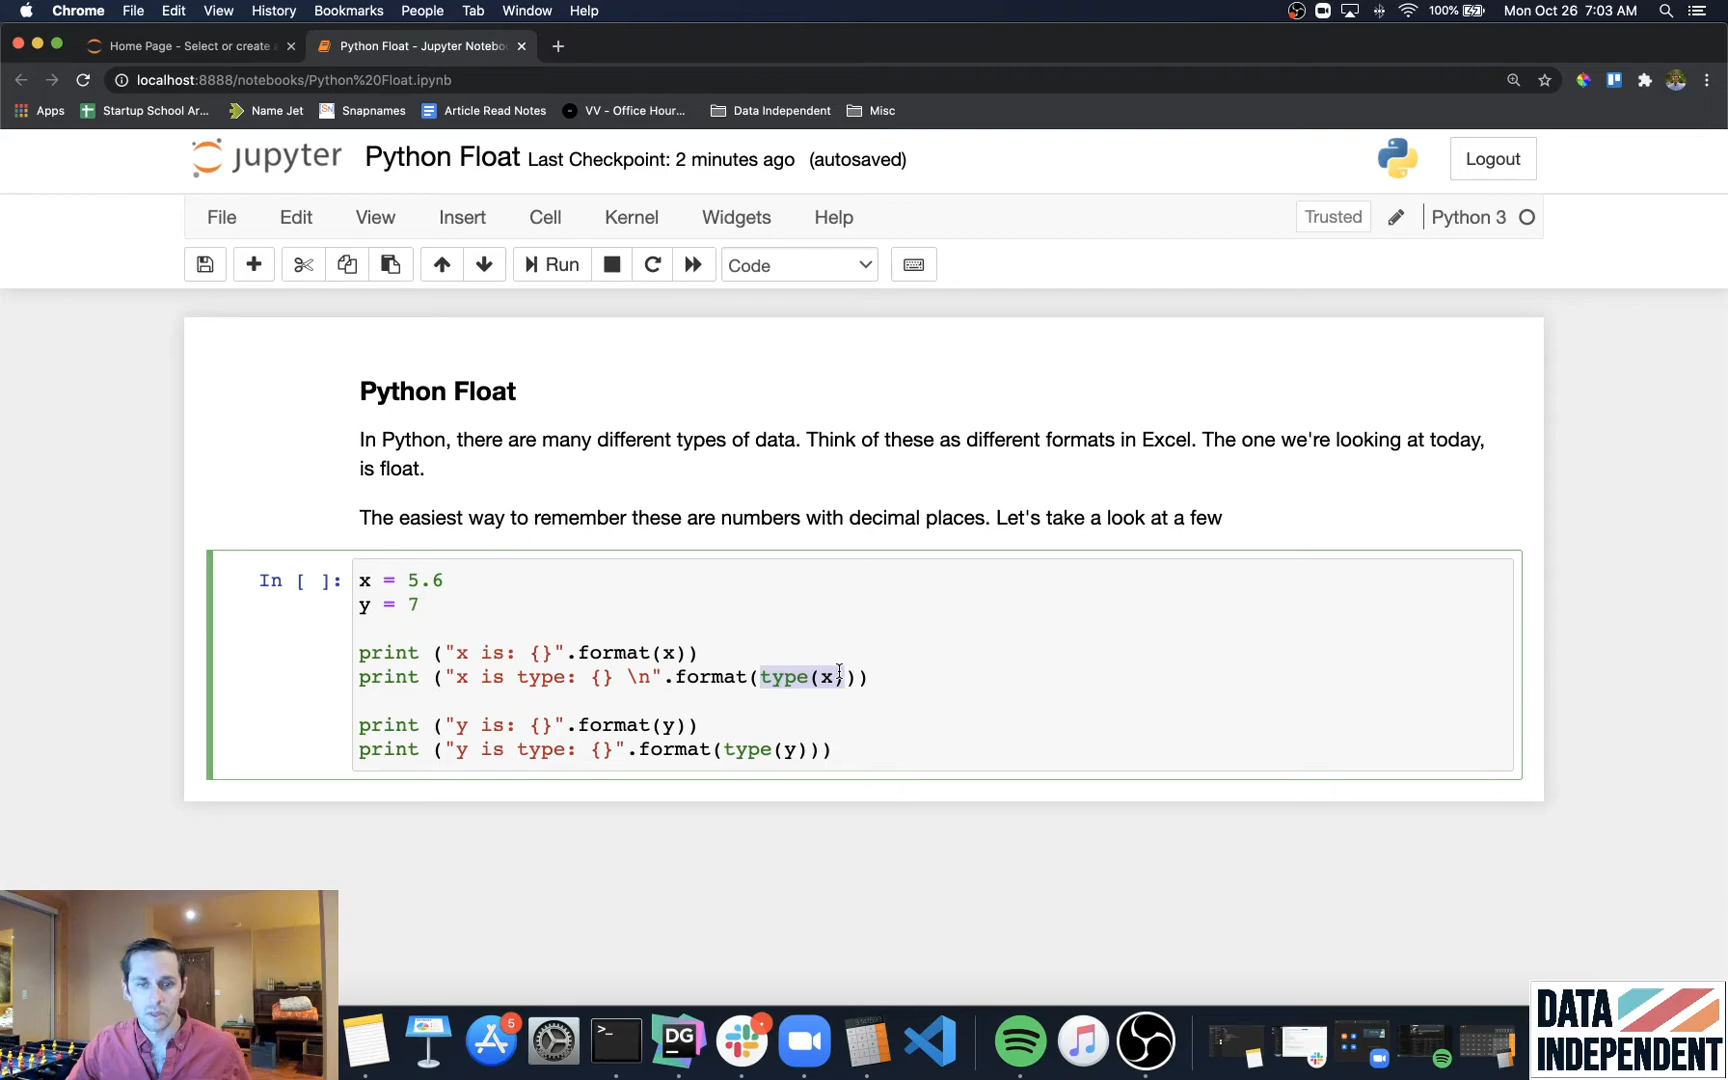 Chrome File Edit View History Bookmarks People Tab Window Help 100% Mon Oct 26 7:03 AM
Home Page - Select or create Python Float - Jupyter Notebo
localhost:8888/notebooks/Python%20Float.ipynb
Apps Startup School Ar... Name Jet SN Snapnames Article Read Notes VV - Office Hour... Data Independent Misc
jupyter Python Float Last Checkpoint: 2 minutes ago (autosaved) Logout
File Edit View Insert Cell Kernel Widgets Help Trusted Python 3
Run Code
Python Float
In Python, there are many different types of data. Think of these as different formats in Excel. The one we're looking at today,
is float.
The easiest way to remember these are numbers with decimal places. Let's take a look at a few
In [ ]: x = 5.6
y = 7
print ("x is: {}".format(x))
print ("x is type: {} \n".format(type(x)))
print ("y is: {}".format(y))
print ("y is type: {}".format(type(y)))
5
>_
DG
DATA
INDEPENDENT